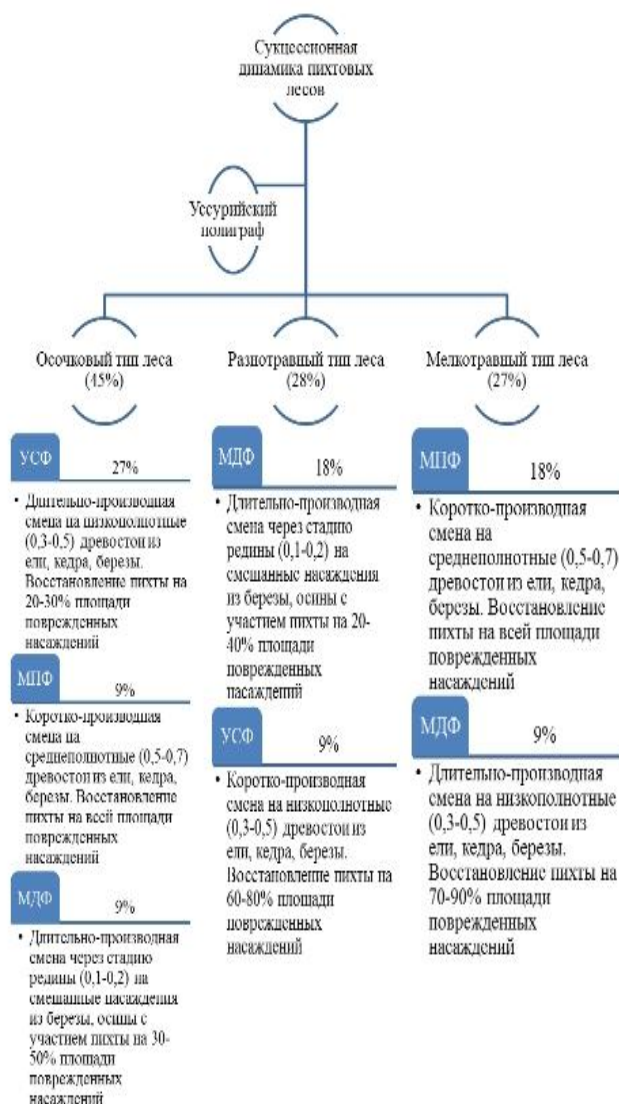 Сукцессионная
динамика пихтовых
лесов
Уссурийский
полиграф
Осочковый тип леса
(45%)
Разнотравный тип леса
(28%)
Мелкотравный тип леса
(27%)
УСФ
27%
• Длительно-производная
смена на низкополнотные
(0,3-0,5) древостои из
ели, кедра, березы.
Восстановление пихты на
20-30% площади
поврежденных
насаждений
МПФ
9%
• Коротко-производная
смена на
среднеполнотные (0,5-0,7)
древостои из ели, кедра,
березы. Восстановление
пихты на всей площади
поврежденных
насаждений
МДФ
9%
• Длительно-производная
смена через стадию
редины (0,1-0,2) на
смешанные насаждения
из березы, осины с
участием пихты на 30-
50% площади
поврежденных
насаждений
МДФ
18%
• Длительно-производная
смена через стадию
редины (0,1-0,2) на
смешанные насаждения
из березы, осины с
участием пихты на 20-
40% площади
поврежденных
насаждений
УСФ
9%
• Коротко-производная
смена на низкополнотные
(0,3-0,5) древостои из
ели, кедра, березы.
Восстановление пихты на
60-80% площади
поврежденных
насаждений
МПФ
18%
• Коротко-производная
смена на
среднеполнотные (0,5-0,7)
древостои из ели, кедра,
березы. Восстановление
пихты на всей площади
поврежденных
насаждений
МДФ
9%
• Длительно-производная
смена на низкополнотные
(0,3-0,5) древостои из
ели, кедра, березы.
Восстановление пихты на
70-90% площади
поврежденных
насаждений